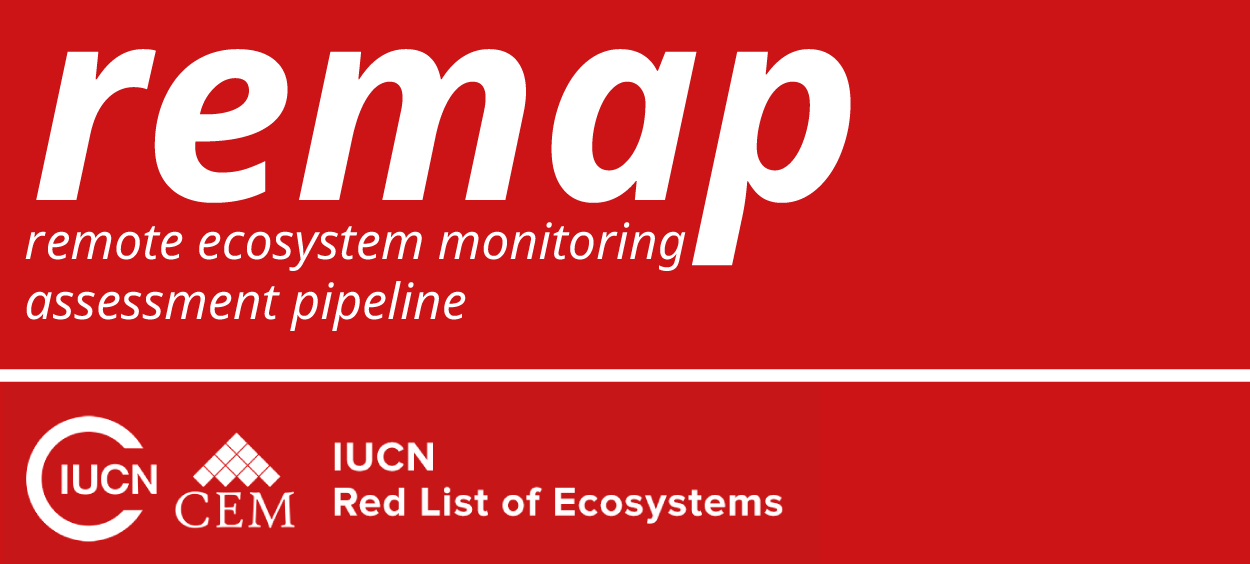 remap
remote ecosystem monitoring
assessment pipeline
IUCN
CEM
IUCN
Red List of Ecosystems